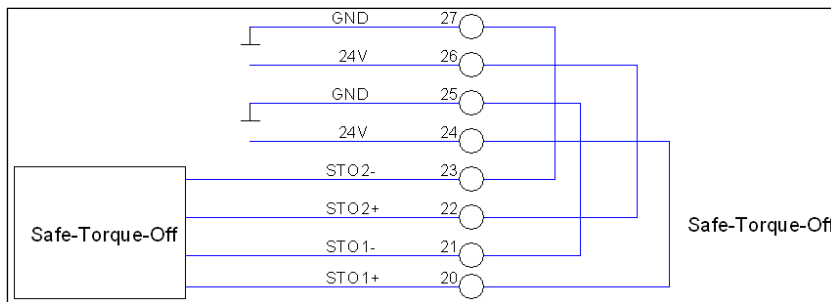 GND 27
24V 26
GND 25
24V 24
STO2- 23
STO2+ 22
Safe-Torque-Off
Safe-Torque-Off
STO1- 21
STO1+ 20